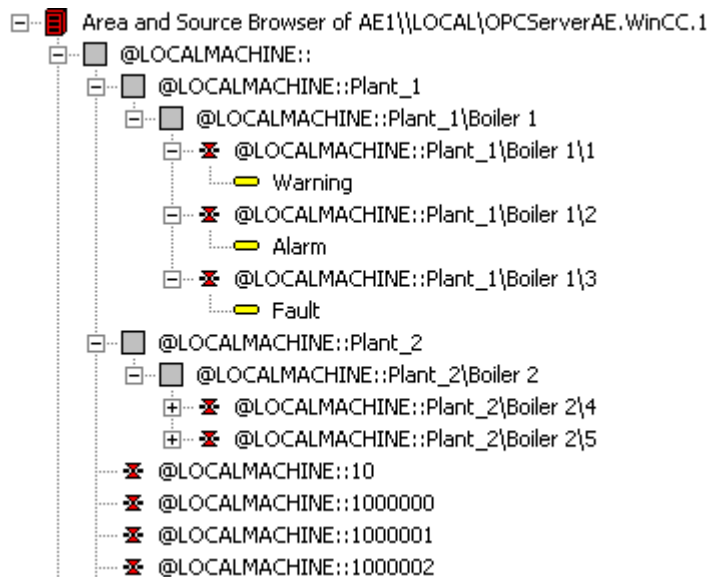 Area and Source Browser of AE1\\LOCAL\OPCServerAE.WinCC.1
@LOCALMACHINE::
@LOCALMACHINE::Plant_1
@LOCALMACHINE::Plant_1\Boiler 1
@LOCALMACHINE::Plant_1\Boiler 1\1
Warning
@LOCALMACHINE::Plant_1\Boiler 1\2
Alarm
@LOCALMACHINE::Plant_1\Boiler 1\3
Fault
@LOCALMACHINE::Plant_2
@LOCALMACHINE::Plant_2\Boiler 2
@LOCALMACHINE::Plant_2\Boiler 2\4
@LOCALMACHINE::Plant_2\Boiler 2\5
@LOCALMACHINE::10
@LOCALMACHINE::1000000
@LOCALMACHINE::1000001
@LOCALMACHINE::1000002